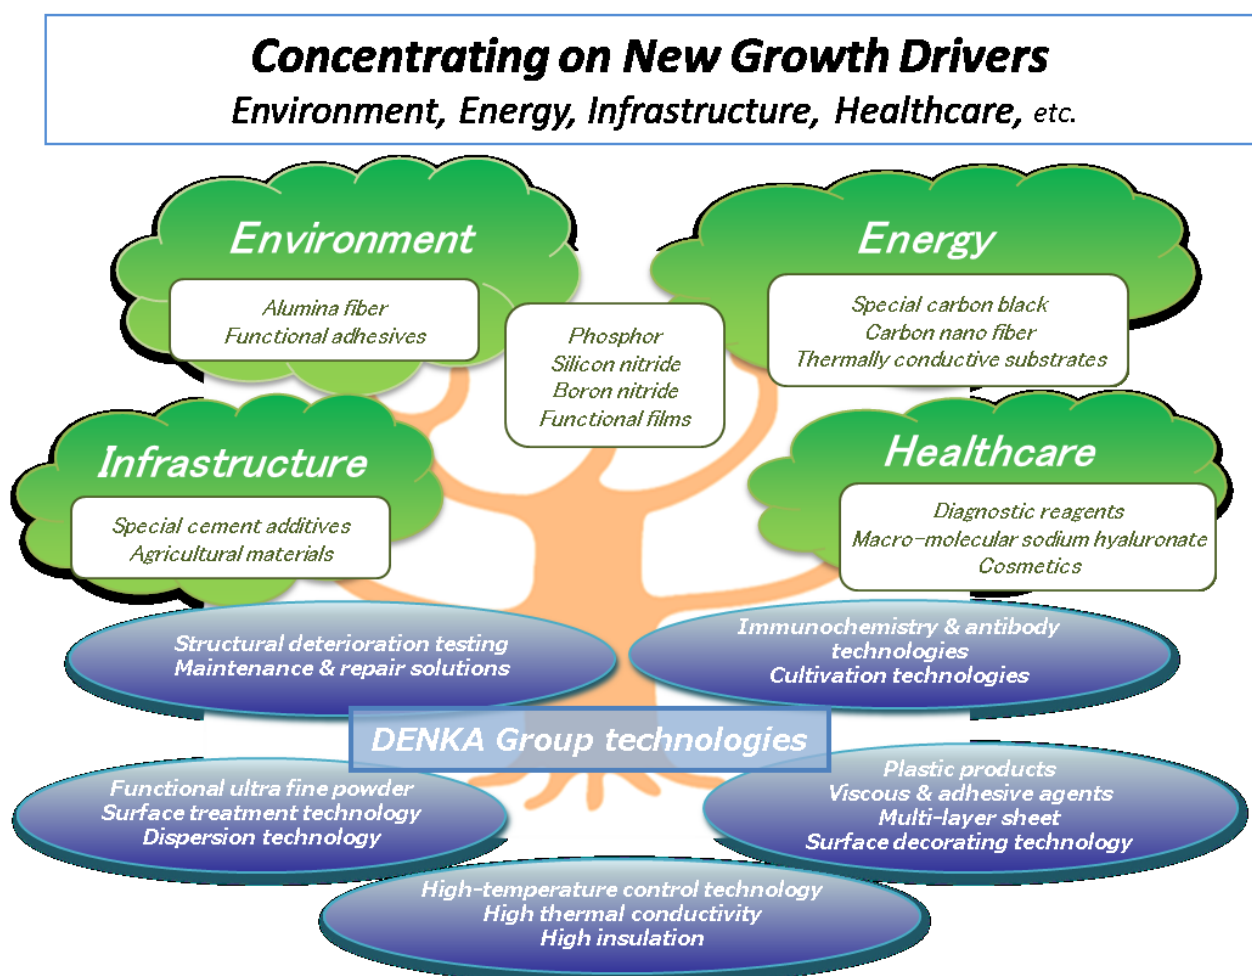 Concentrating on New Growth Drivers
Environment, Energy, Infrastructure, Healthcare, etc.
Environment
Alumina fiber
Functional adhesives
Energy
Special carbon black
Carbon nano fiber
Thermally conductive substrates
Phosphor
Silicon nitride
Boron nitride
Functional films
Infrastructure
Special cement additives
Agricultural materials
Healthcare
Diagnostic reagents
Macro-molecular sodium hyaluronate
Cosmetics
Structural deterioration testing
Maintenance & repair solutions
Immunochemistry & antibody
technologies
Cultivation technologies
DENKA Group technologies
Functional ultra fine powder
Surface treatment technology
Dispersion technology
Plastic products
Viscous & adhesive agents
Multi-layer sheet
Surface decorating technology
High-temperature control technology
High thermal conductivity
High insulation